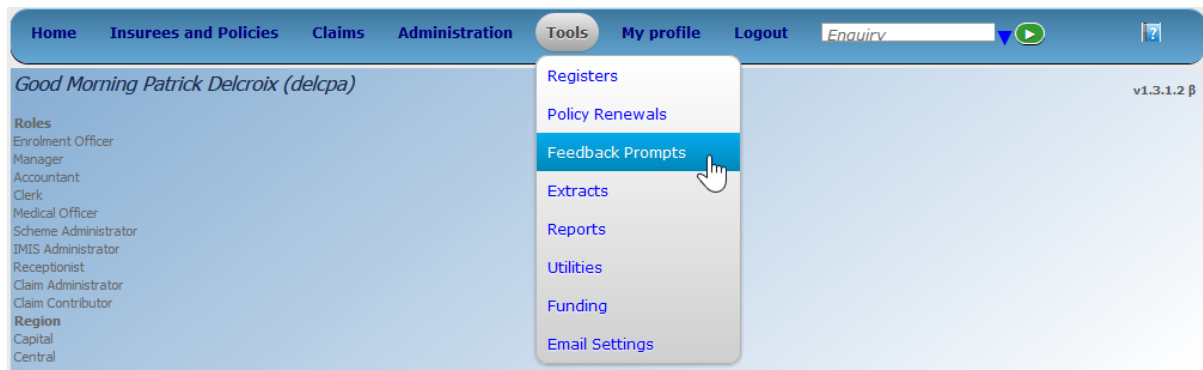 Home Insurees and Policies Claims Administration Tools My profile Logout Enquiry ?
Good Morning Patrick Delcroix (delcpa)
v1.3.1.2 β
Roles
Enrolment Officer
Manager
Accountant
Clerk
Medical Officer
Scheme Administrator
IMIS Administrator
Receptionist
Claim Administrator
Claim Contributor
Region
Capital
Central
Registers
Policy Renewals
Feedback Prompts
Extracts
Reports
Utilities
Funding
Email Settings